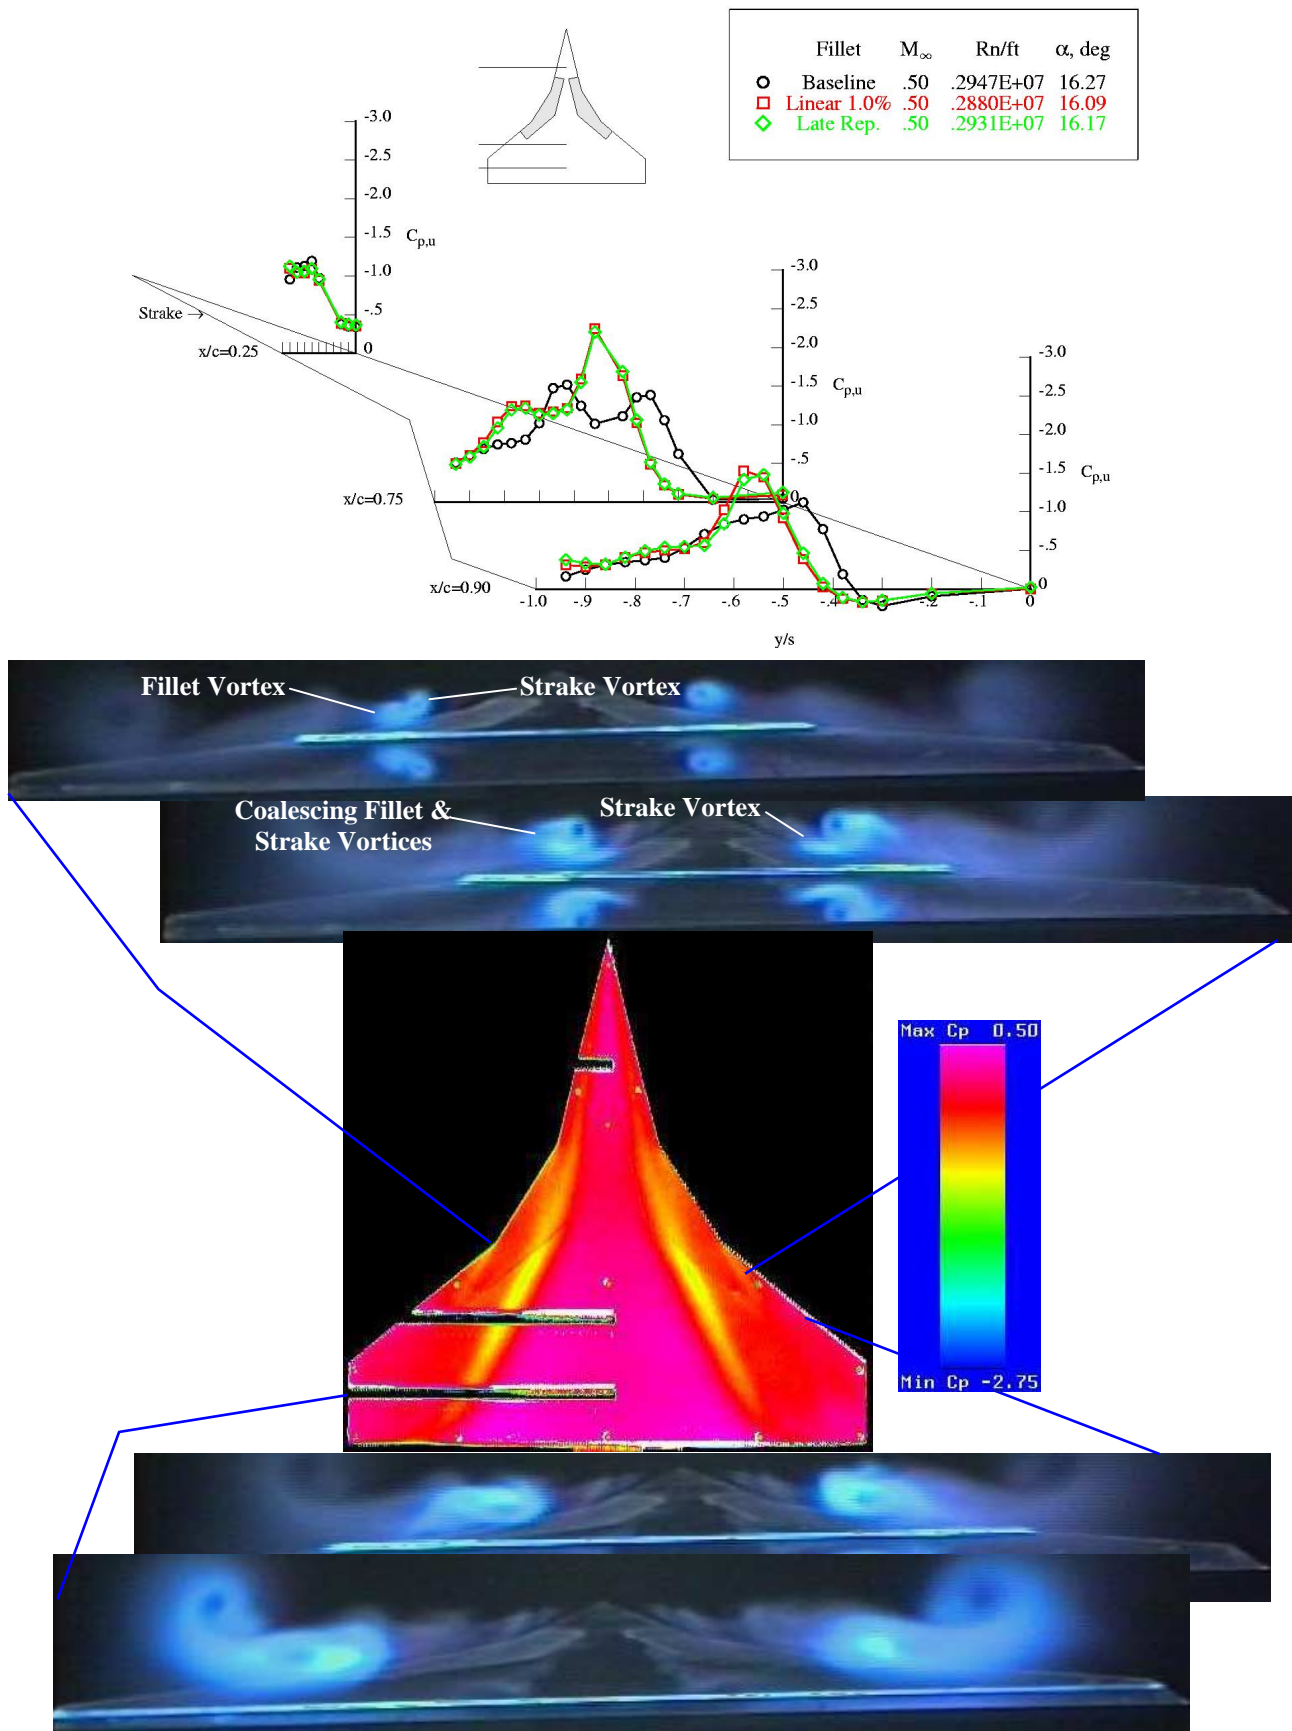 Fillet M∞ Rn/ft α, deg
Baseline .50 .2947E+07 16.27
Linear 1.0% .50 .2880E+07 16.09
Late Rep. .50 .2931E+07 16.17
-3.0
-2.5
-2.0
-1.5
Cp,u
-1.0
-.5
0
Strake →
x/c=0.25
-3.0
-2.5
-2.0
-1.5
Cp,u
-1.0
-.5
0
x/c=0.75
-3.0
-2.5
-2.0
-1.5
Cp,u
-1.0
-.5
0
x/c=0.90
-1.0 -.9 -.8 -.7 -.6 -.5 -.4 -.3 -.2 -.1 0
y/s
Fillet Vortex
Strake Vortex
Coalescing Fillet &
Strake Vortices
Strake Vortex
Max Cp 0.50
Min Cp -2.75